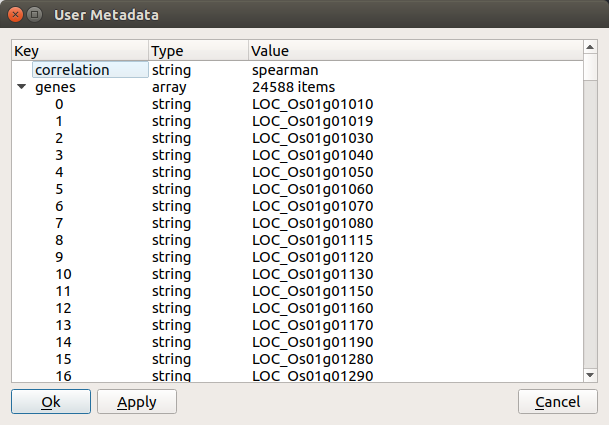 User Metadata
Key Type Value
correlation string spearman
genes array 24588 items
0 string LOC_Os01g01010
1 string LOC_Os01g01019
2 string LOC_Os01g01030
3 string LOC_Os01g01040
4 string LOC_Os01g01050
5 string LOC_Os01g01060
6 string LOC_Os01g01070
7 string LOC_Os01g01080
8 string LOC_Os01g01115
9 string LOC_Os01g01120
10 string LOC_Os01g01130
11 string LOC_Os01g01150
12 string LOC_Os01g01160
13 string LOC_Os01g01170
14 string LOC_Os01g01190
15 string LOC_Os01g01280
16 string LOC_Os01g01290
Ok Apply Cancel